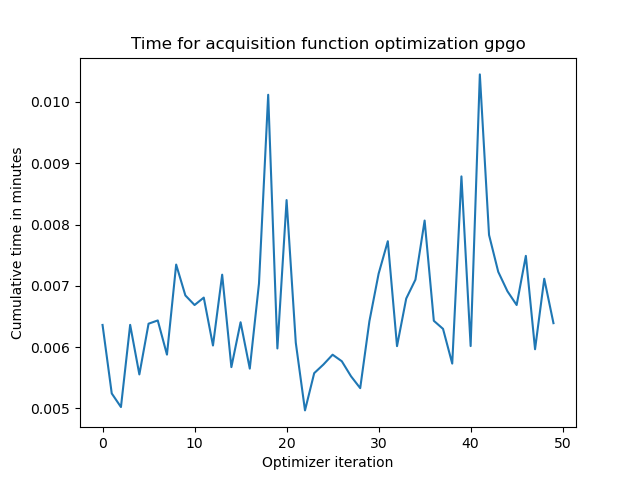 Time for acquisition function optimization gpgo
Cumulative time in minutes
0.010
0.009
0.008
0.007
0.006
0.005
0 10 20 30 40 50
Optimizer iteration